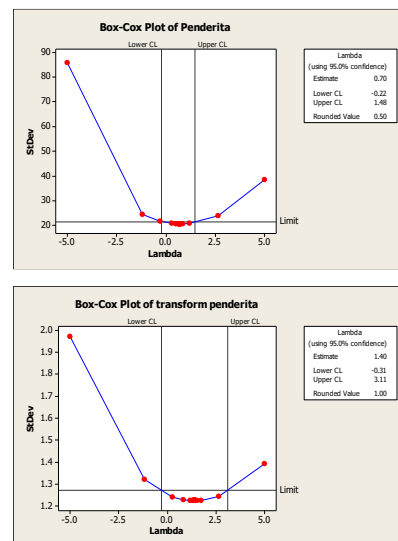 Box-Cox Plot of Penderita
Lower CL Upper CL
Lambda
(using 95.0% confidence)
Estimate 0.70
Lower CL -0.22
Upper CL 1.48
Rounded Value 0.50
90
80
70
60
50
40
30
20
StDev
Limit
-5.0 -2.5 0.0 2.5 5.0
Lambda
Box-Cox Plot of transform penderita
Lower CL Upper CL
Lambda
(using 95.0% confidence)
Estimate 1.40
Lower CL -0.31
Upper CL 3.11
Rounded Value 1.00
2.0
1.9
1.8
1.7
1.6
1.5
1.4
1.3
1.2
StDev
Limit
-5.0 -2.5 0.0 2.5 5.0
Lambda